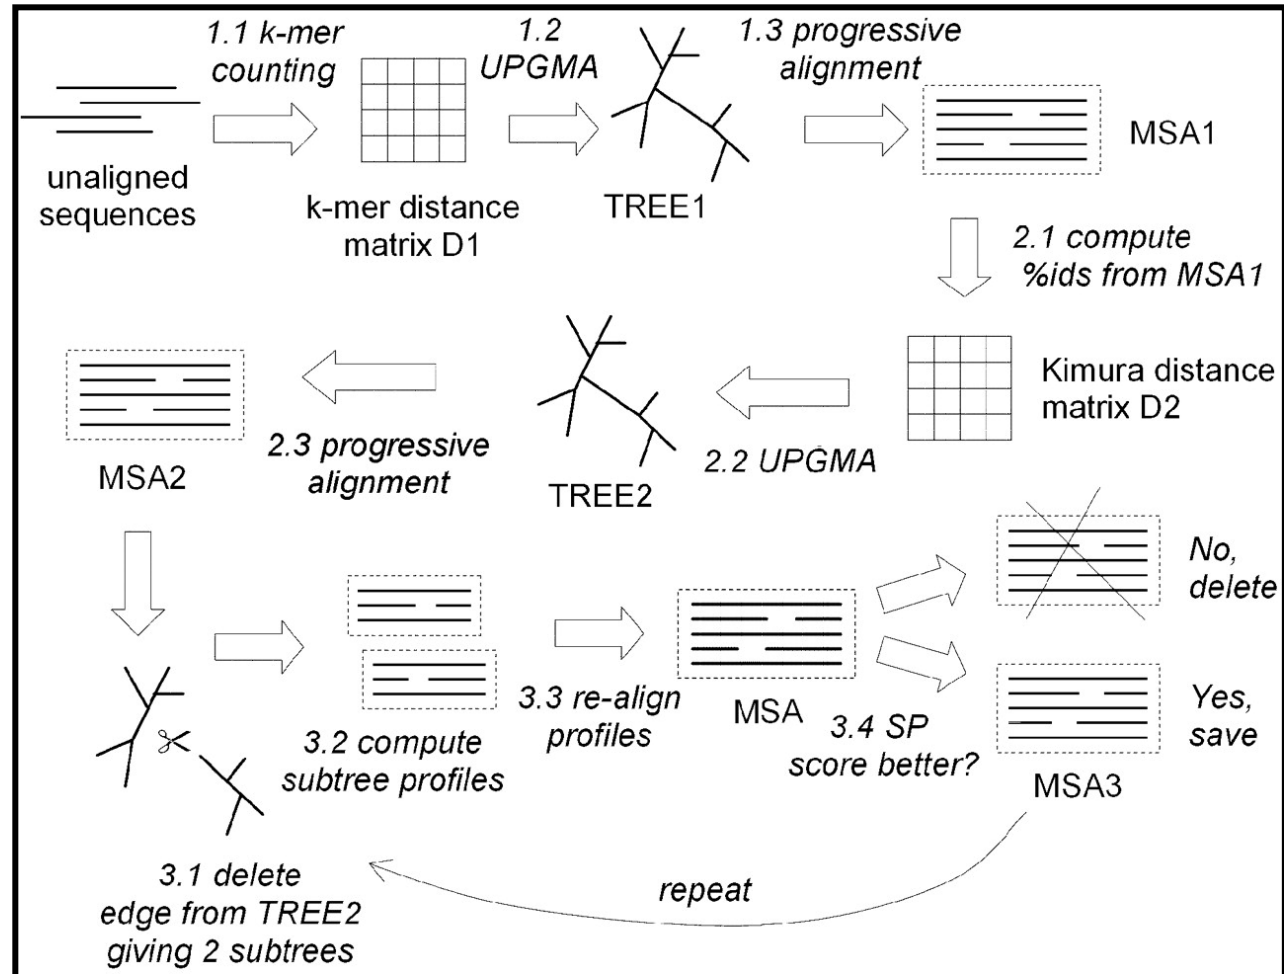 1.1 k-mer
counting
1.2
UPGMA
1.3 progressive
alignment
unaligned
sequences
k-mer distance
matrix D1
TREE1
MSA1
2.1 compute
%ids from MSA1
Kimura distance
matrix D2
2.2 UPGMA
TREE2
2.3 progressive
alignment
MSA2
3.1 delete
edge from TREE2
giving 2 subtrees
3.2 compute
subtree profiles
3.3 re-align
profiles
MSA
3.4 SP
score better?
No,
delete
Yes,
save
MSA3
repeat